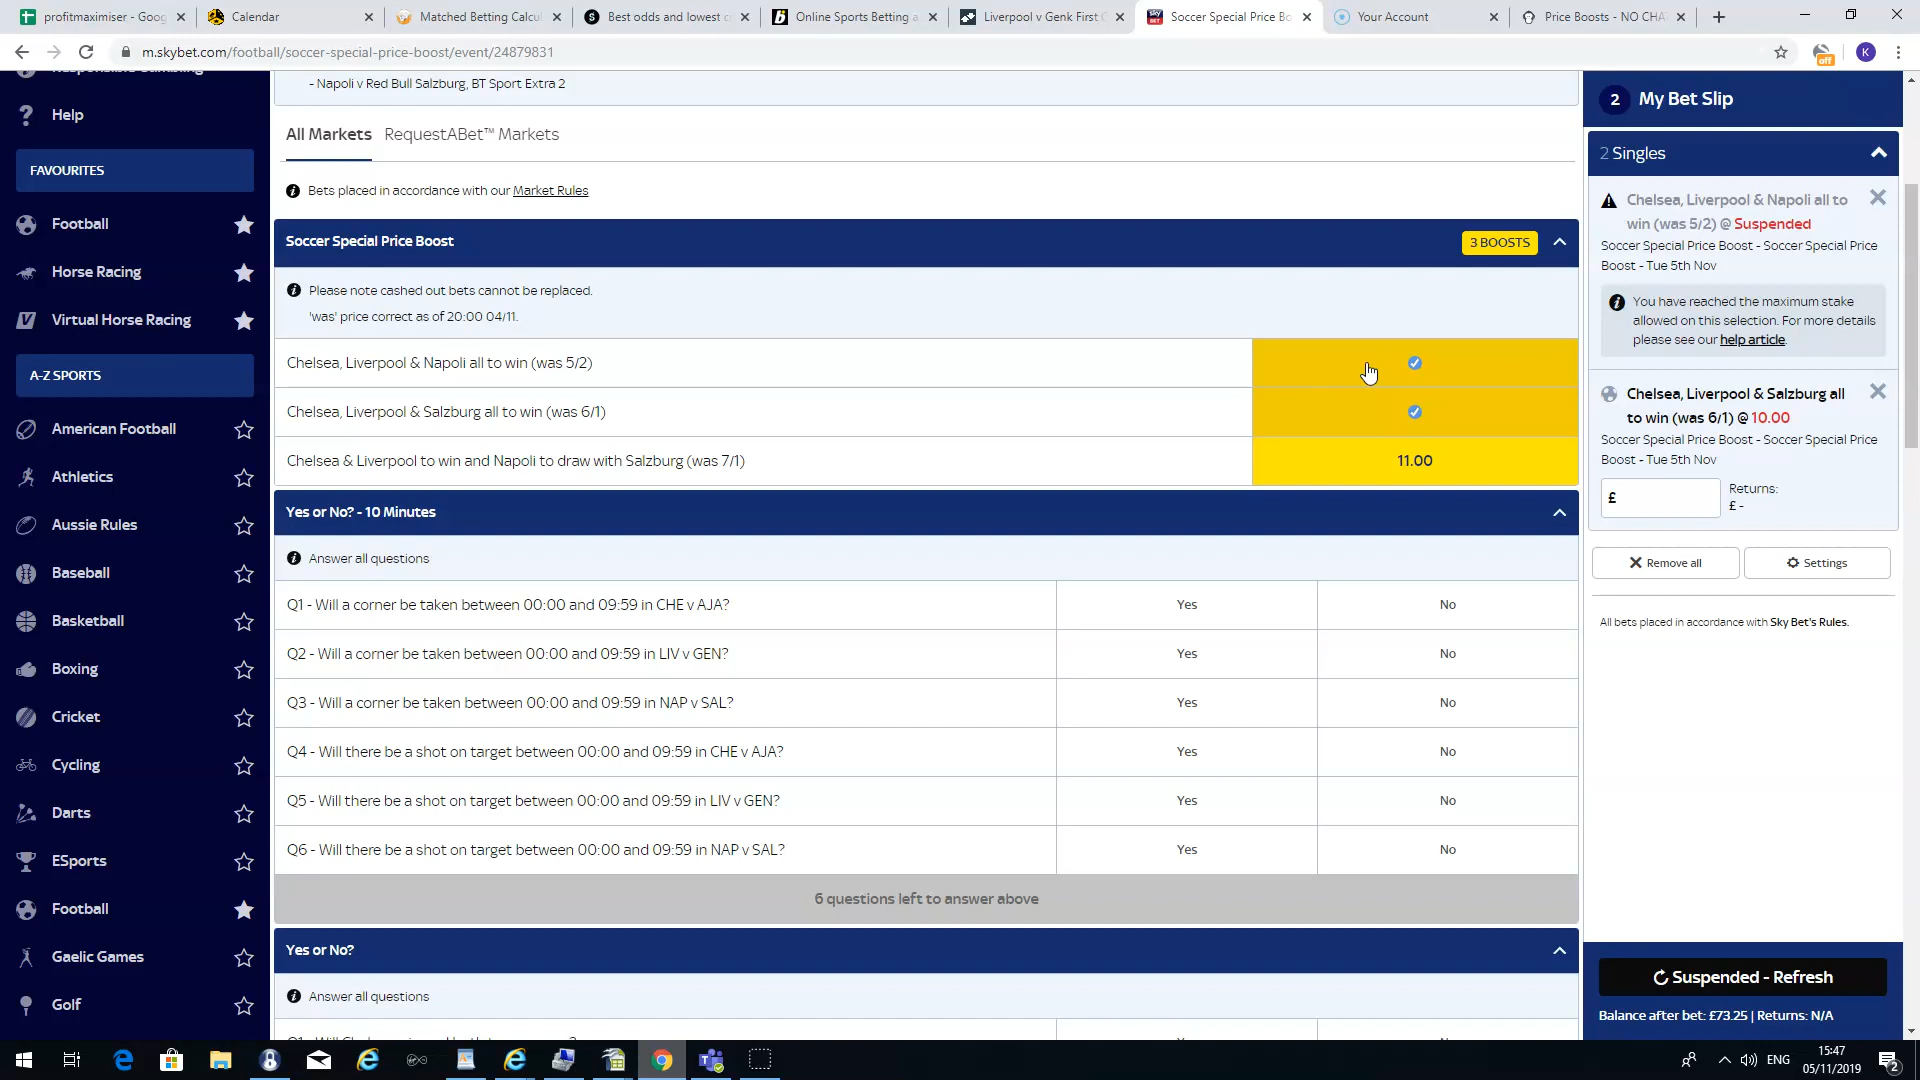 profitmaximiser - Goog
Calendar
Matched Betting Calcu
Best odds and lowest c
Online Sports Betting a
Liverpool v Genk First G
Soccer Special Price Bo
Your Account
Price Boosts - NO CHA
m.skybet.com/football/soccer-special-price-boost/event/24879831
off
K
Responsible Gambling
Help
FAVOURITES
Football
Horse Racing
Virtual Horse Racing
A-Z SPORTS
American Football
Athletics
Aussie Rules
Baseball
Basketball
Boxing
Cricket
Cycling
Darts
ESports
Football
Gaelic Games
Golf
- Napoli v Red Bull Salzburg, BT Sport Extra 2
All Markets RequestABet™ Markets
Bets placed in accordance with our Market Rules
Soccer Special Price Boost 3 BOOSTS
Please note cashed out bets cannot be replaced.
'was' price correct as of 20:00 04/11.
Chelsea, Liverpool & Napoli all to win (was 5/2)
Chelsea, Liverpool & Salzburg all to win (was 6/1)
Chelsea & Liverpool to win and Napoli to draw with Salzburg (was 7/1) 11.00
Yes or No? - 10 Minutes
Answer all questions
Q1 - Will a corner be taken between 00:00 and 09:59 in CHE v AJA? Yes No
Q2 - Will a corner be taken between 00:00 and 09:59 in LIV v GEN? Yes No
Q3 - Will a corner be taken between 00:00 and 09:59 in NAP v SAL? Yes No
Q4 - Will there be a shot on target between 00:00 and 09:59 in CHE v AJA? Yes No
Q5 - Will there be a shot on target between 00:00 and 09:59 in LIV v GEN? Yes No
Q6 - Will there be a shot on target between 00:00 and 09:59 in NAP v SAL? Yes No
6 questions left to answer above
Yes or No?
Answer all questions
2 My Bet Slip
2 Singles
Chelsea, Liverpool & Napoli all to
win (was 5/2) @ Suspended
Soccer Special Price Boost - Soccer Special Price
Boost - Tue 5th Nov
You have reached the maximum stake
allowed on this selection. For more details
please see our help article.
Chelsea, Liverpool & Salzburg all
to win (was 6/1) @ 10.00
Soccer Special Price Boost - Soccer Special Price
Boost - Tue 5th Nov
£ Returns:
£ -
Remove all Settings
All bets placed in accordance with Sky Bet's Rules.
Suspended - Refresh
Balance after bet: £73.25 | Returns: N/A
ENG
15:47
05/11/2019
2